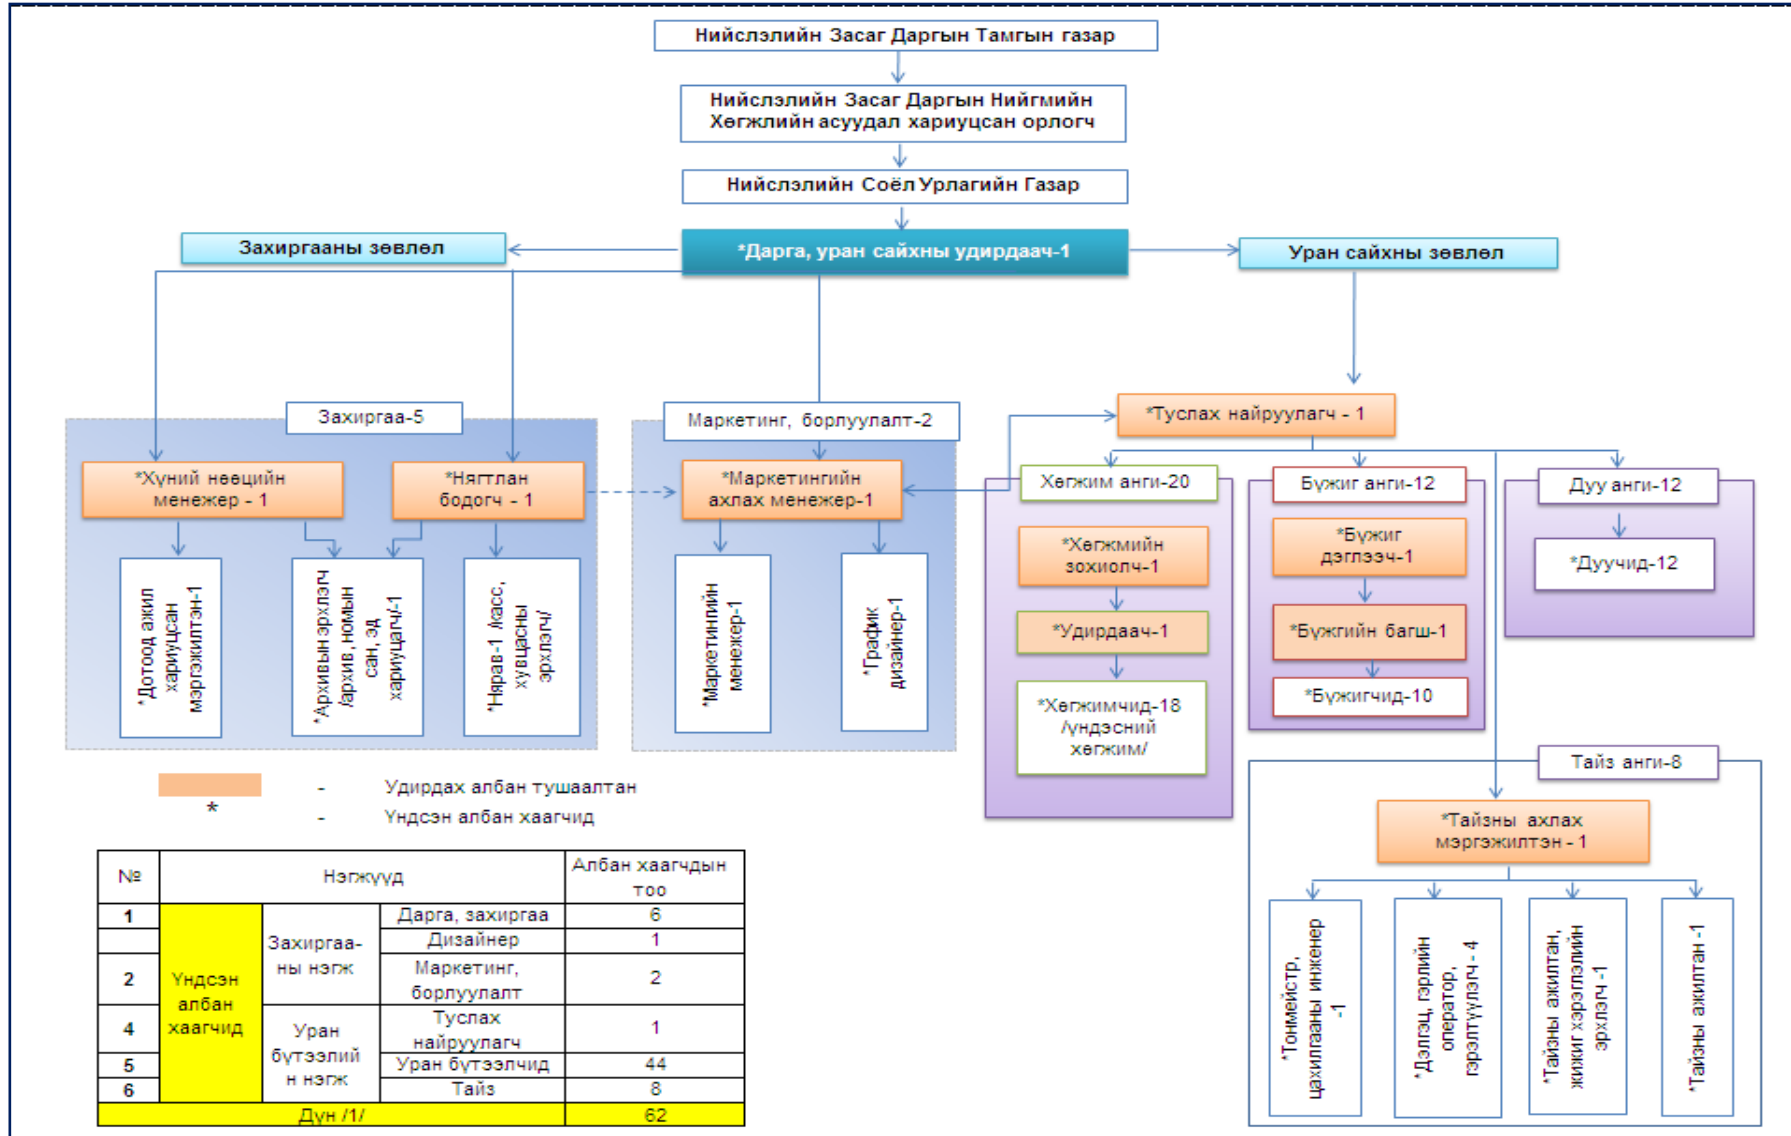 Нийслэлийн Засаг Даргын Тамгын газар
Нийслэлийн Засаг Даргын Нийгмийн
Хөгжлийн асуудал хариуцсан орлогч
Нийслэлийн Соёл Урлагийн Газар
Захиргааны зөвлөл
*Дарга, уран сайхны удирдаач-1
Уран сайхны зөвлөл
Захиргаа-5
*Хүний нөөцийн
менежер - 1
*Нягтлан
бодогч - 1
*Дотоод ажил
хариуцсан
мэргэжилтэн-1
*Архивын эрхлэгч
/архив, номын
сан, эд
хариуцагч/-1
*Нярав-1 /касс,
хувцасны
эрхлэгч/
Маркетинг, борлуулалт-2
*Маркетингийн
ахлах менежер-1
*Маркетингийн
менежер-1
*График
дизайнер-1
*Туслах найруулагч - 1
Хөгжим анги-20
*Хөгжмийн
зохиолч-1
*Удирдаач-1
*Хөгжимчид-18
/үндэсний
хөгжим/
Бүжиг анги-12
*Бүжиг
дэглээч-1
*Бүжгийн багш-1
*Бүжигчид-10
Дуу анги-12
*Дуучид-12
Тайз анги-8
*Тайзны ахлах
мэргэжилтэн - 1
*Тонмейстр,
цахилгааны инженер
-1
*Дэлгэц, гэрлийн
оператор,
гэрэлтүүлэгч - 4
*Тайзны ажилтан,
жижиг хэрэглэлийн
эрхлэгч -1
*Тайзны ажилтан -1
- Удирдах албан тушаалтан
* - Үндсэн албан хаагчид
№ Нэгжүүд Албан хаагчдын
тоо
1 Үндсэн
албан
хаагчид Захиргаа-
ны нэгж Дарга, захиргаа 6
Дизайнер 1
2 Маркетинг,
борлуулалт 2
4 Уран
бүтээлий
н нэгж Туслах
найруулагч 1
5 Уран бүтээлчид 44
6 Тайз 8
Дүн /1/ 62